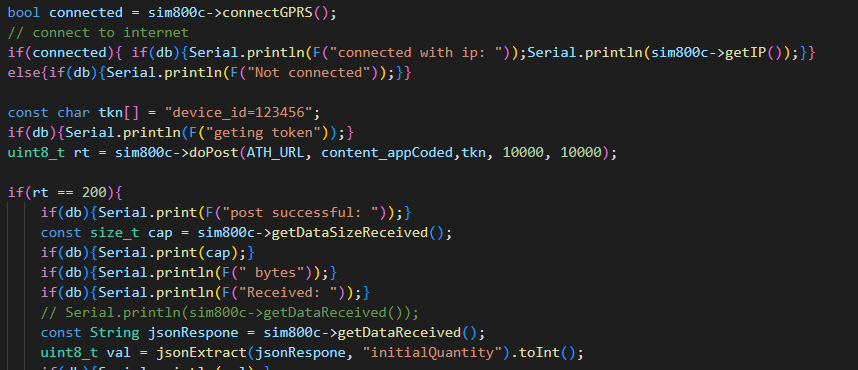 bool connected = sim800c->connectGPRS();
// connect to internet
if(connected){ if(db){Serial.println(F("connected with ip: "));Serial.println(sim800c->getIP());}}
else{if(db){Serial.println(F("Not connected"));}}
const char tkn[] = "device_id=123456";
if(db){Serial.println(F("geting token"));}
uint8_t rt = sim800c->doPost(ATH_URL, content_appCoded,tkn, 10000, 10000);
if(rt == 200){
if(db){Serial.print(F("post successful: "));}
const size_t cap = sim800c->getDataSizeReceived();
if(db){Serial.print(cap);}
if(db){Serial.println(F(" bytes"));}
if(db){Serial.println(F("Received: "));}
// Serial.println(sim800c->getDataReceived());
const String jsonRespone = sim800c->getDataReceived();
uint8_t val = jsonExtract(jsonRespone, "initialQuantity").toInt();